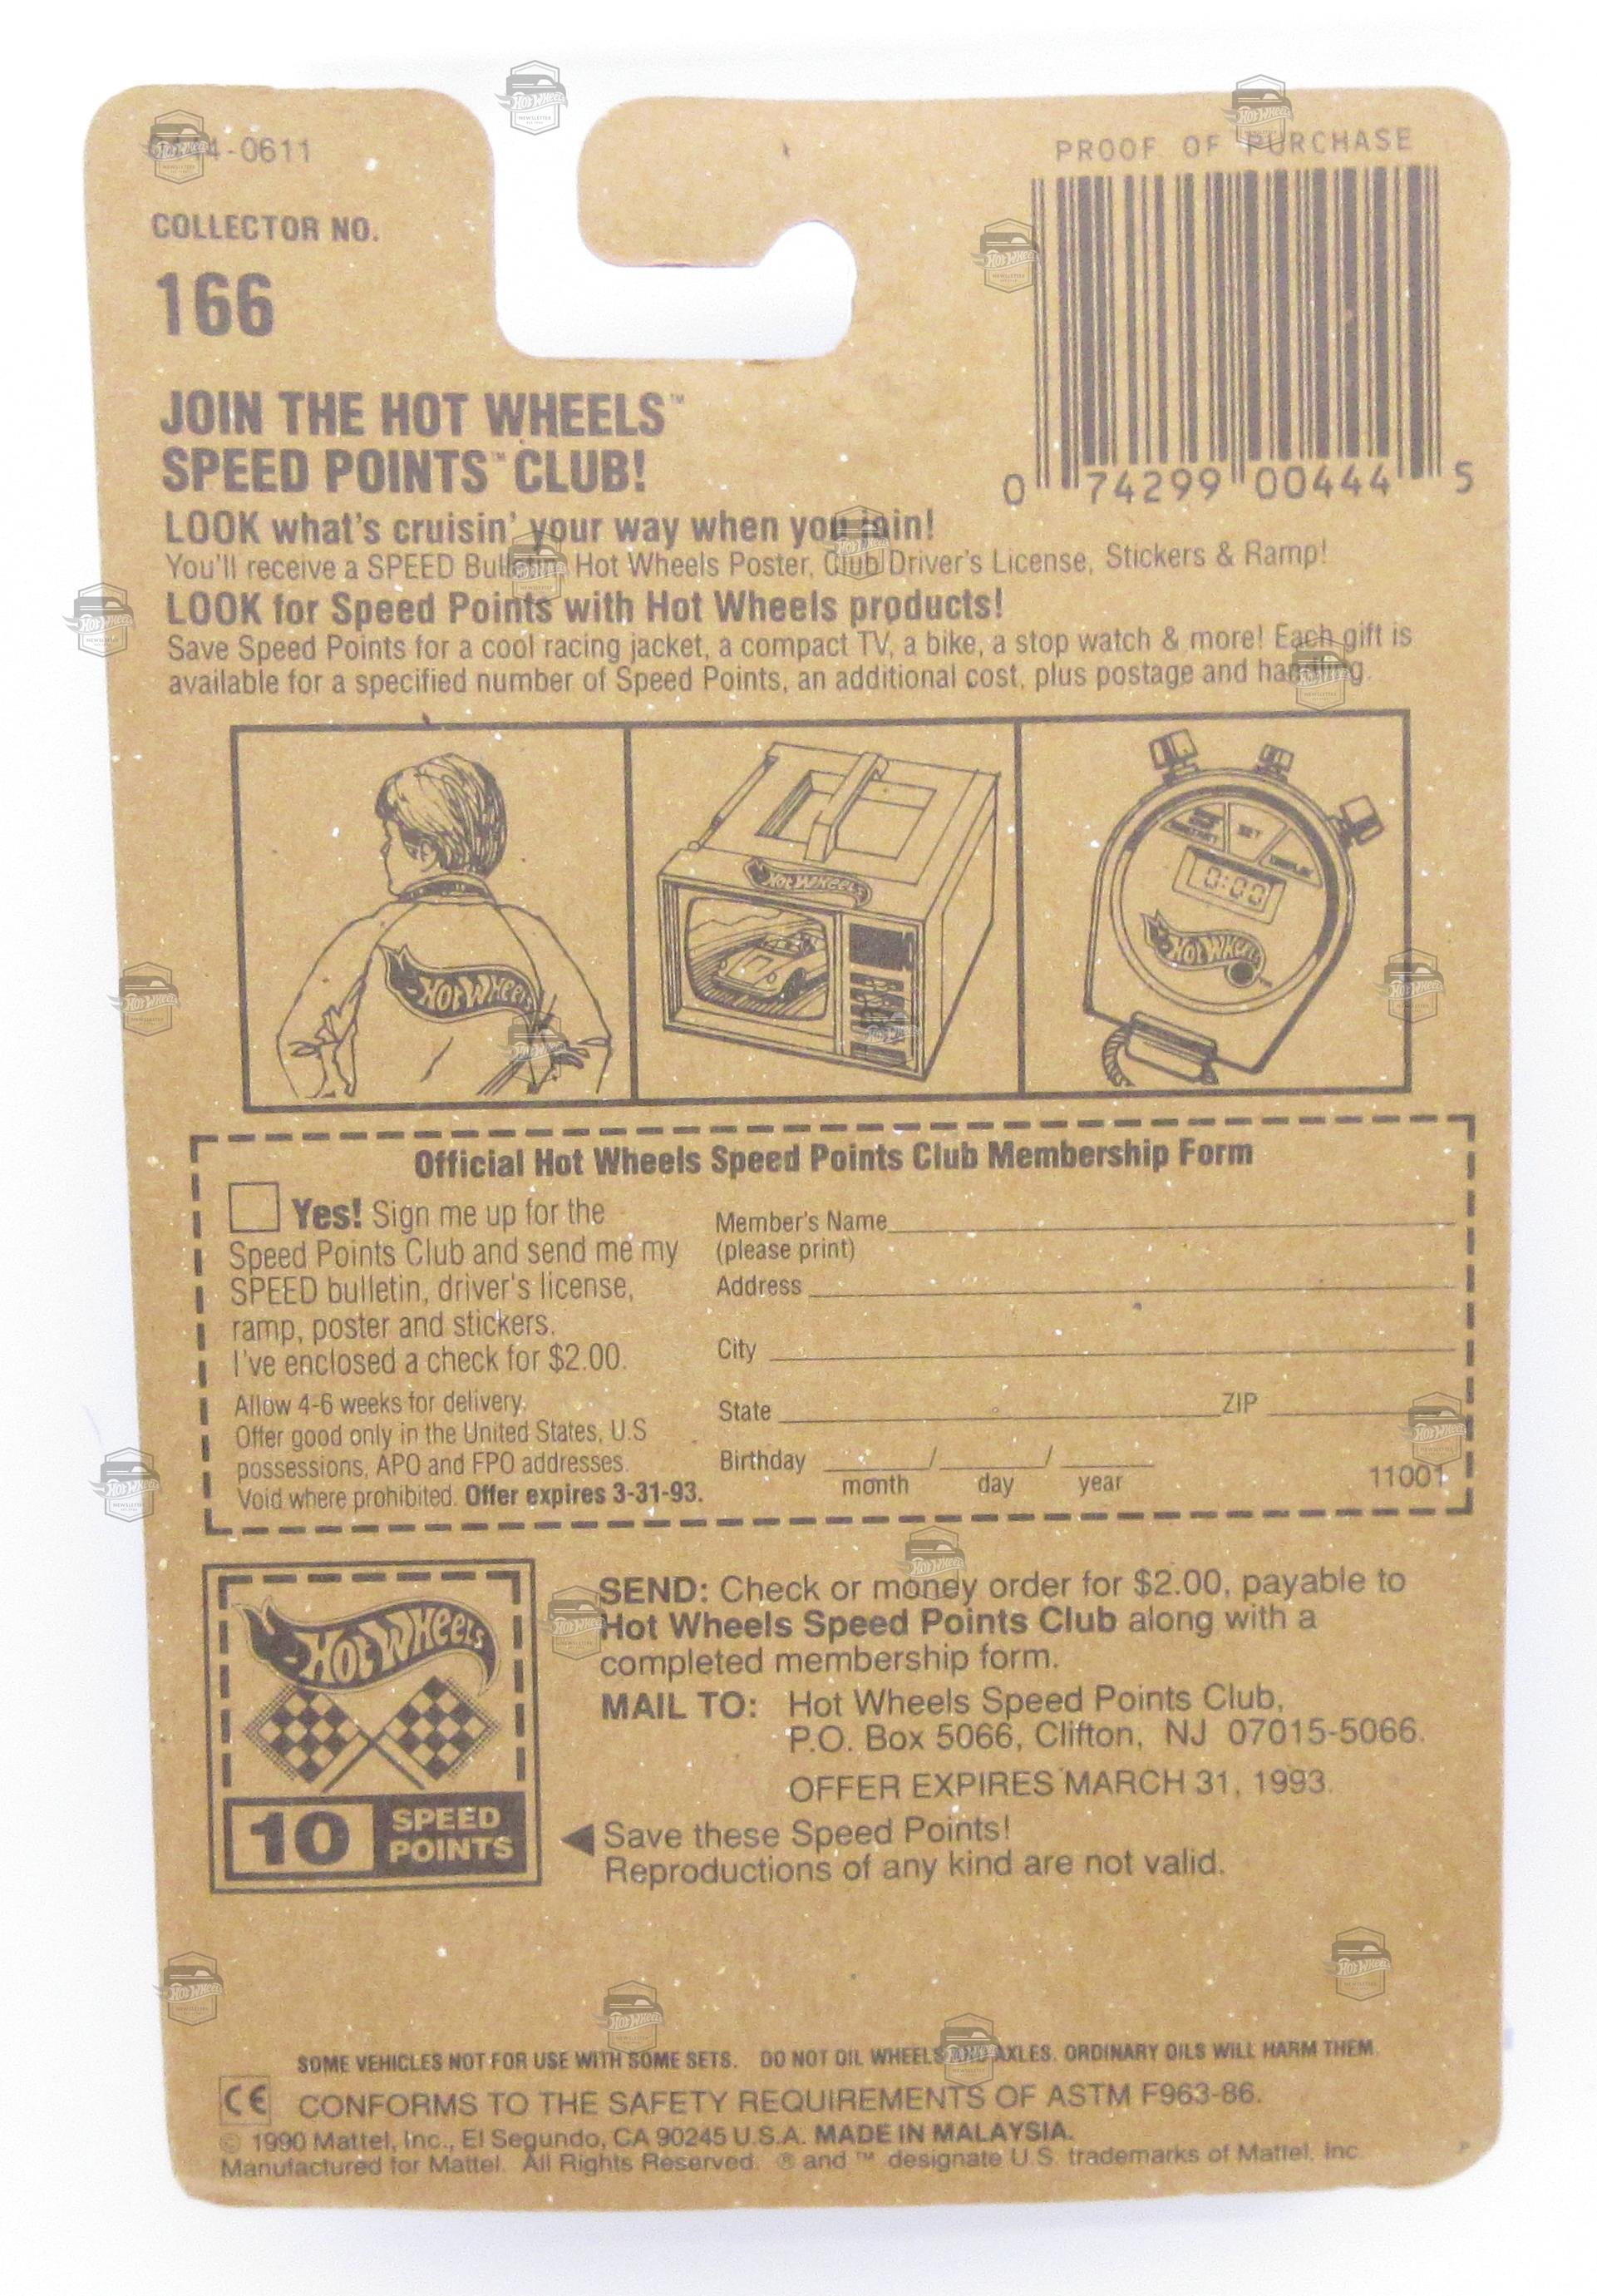 -0611
COLLECTOR NO.
166
PROOF OF PURCHASE
0 74299 00444 5
JOIN THE HOT WHEELS™
SPEED POINTS™ CLUB!
LOOK what's cruisin' your way when you join!
You'll receive a SPEED Bulletin, Hot Wheels Poster, Club Driver's License, Stickers & Ramp!
LOOK for Speed Points with Hot Wheels products!
Save Speed Points for a cool racing jacket, a compact TV, a bike, a stop watch & more! Each gift is
available for a specified number of Speed Points, an additional cost, plus postage and handling.
HOT WHEELS
HOT WHEELS
SET
0:00
HOT WHEELS
Official Hot Wheels Speed Points Club Membership Form
Yes! Sign me up for the
Speed Points Club and send me my
SPEED bulletin, driver's license,
ramp, poster and stickers.
I've enclosed a check for $2.00.
Allow 4-6 weeks for delivery.
Offer good only in the United States, U.S
possessions, APO and FPO addresses.
Void where prohibited. Offer expires 3-31-93.
Member's Name
(please print)
Address
City
State ZIP
Birthday / /
month day year
11001
HOT WHEELS
10 SPEED
POINTS
SEND: Check or money order for $2.00, payable to
Hot Wheels Speed Points Club along with a
completed membership form.
MAIL TO: Hot Wheels Speed Points Club,
P.O. Box 5066, Clifton, NJ 07015-5066.
OFFER EXPIRES MARCH 31, 1993.
◀ Save these Speed Points!
Reproductions of any kind are not valid.
SOME VEHICLES NOT FOR USE WITH SOME SETS. DO NOT OIL WHEELS AND AXLES. ORDINARY OILS WILL HARM THEM.
CE CONFORMS TO THE SAFETY REQUIREMENTS OF ASTM F963-86.
© 1990 Mattel, Inc., El Segundo, CA 90245 U.S.A. MADE IN MALAYSIA.
Manufactured for Mattel. All Rights Reserved. ® and ™ designate U.S. trademarks of Mattel, Inc.
P